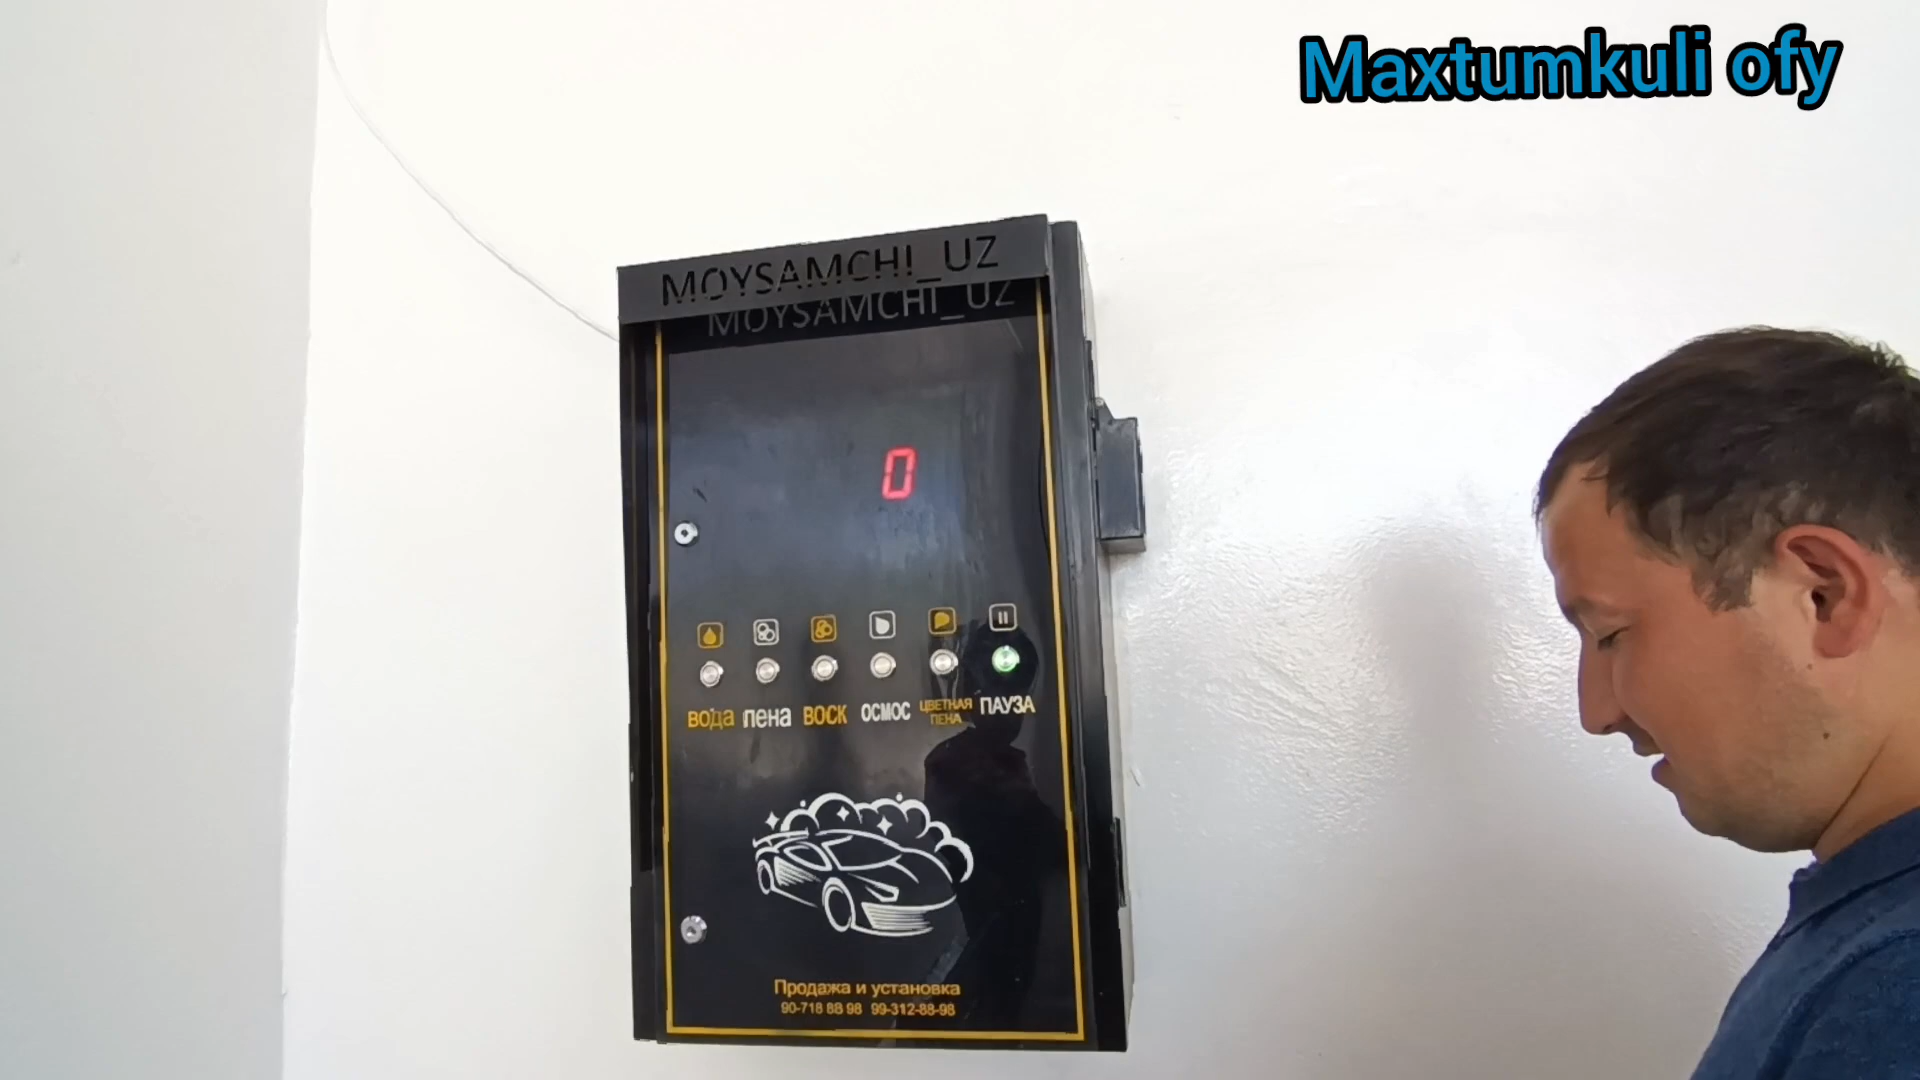 Maxtumkuli ofy
MOYSAMCHI_UZ
MOYSAMCHI_UZ
0
вода пена ВОСК ОСМОС ЦВЕТНАЯ ПЕНА ПАУЗА
Продажа и установка
90-718 88 98 99-312-88-98